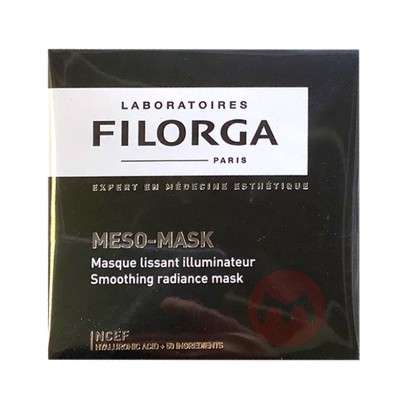 LABORATOIRES
FILORGA
PARIS
EXPERT EN MÉDECINE ESTHÉTIQUE
MESO-MASK
Masque lissant illuminateur
Smoothing radiance mask
NCEF
HYALURONIC ACID + 50 INGREDIENTS